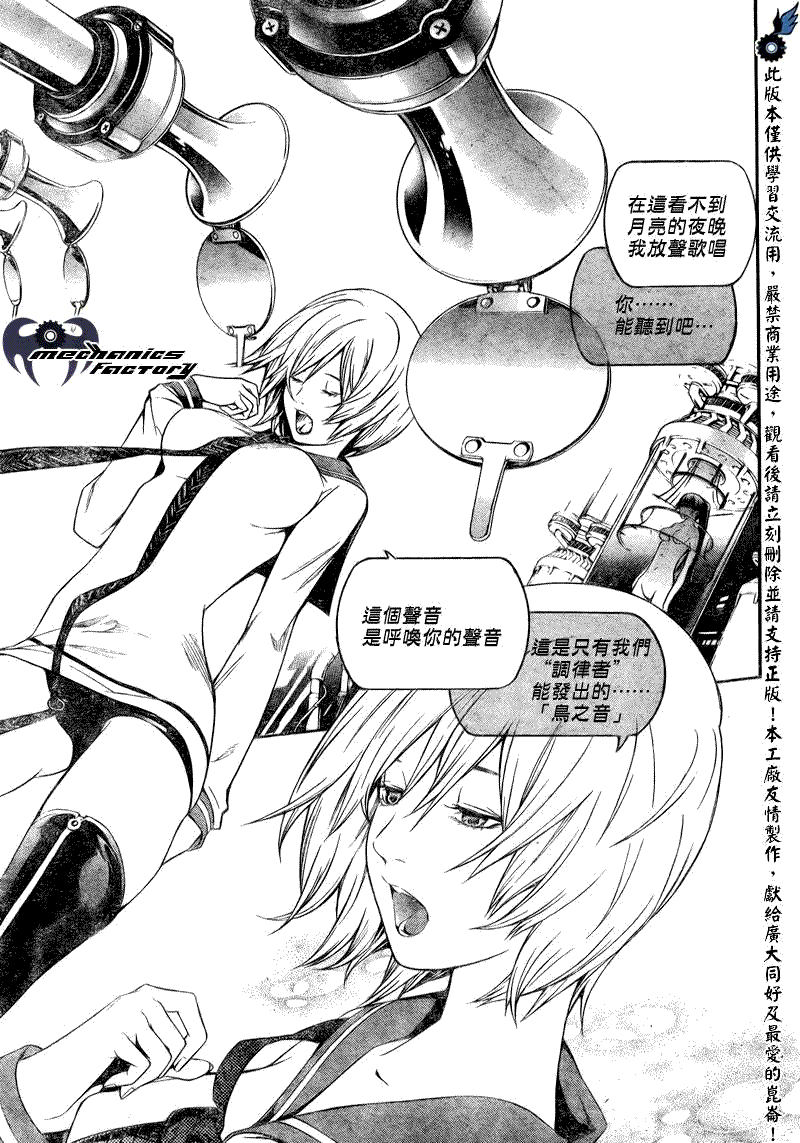 在這看不到
月亮的夜晚
我放聲歌唱
你……
能聽到吧…
這個聲音
是呼喚你的聲音
這是只有我們
“調律者”
能發出的……
「鳥之音」
mechanics
factory
此版本僅供學習交流用，嚴禁商業用途，觀看後請立刻刪除並請支持正版！本工廠友情製作，獻給廣大同好及最愛的崑崙！